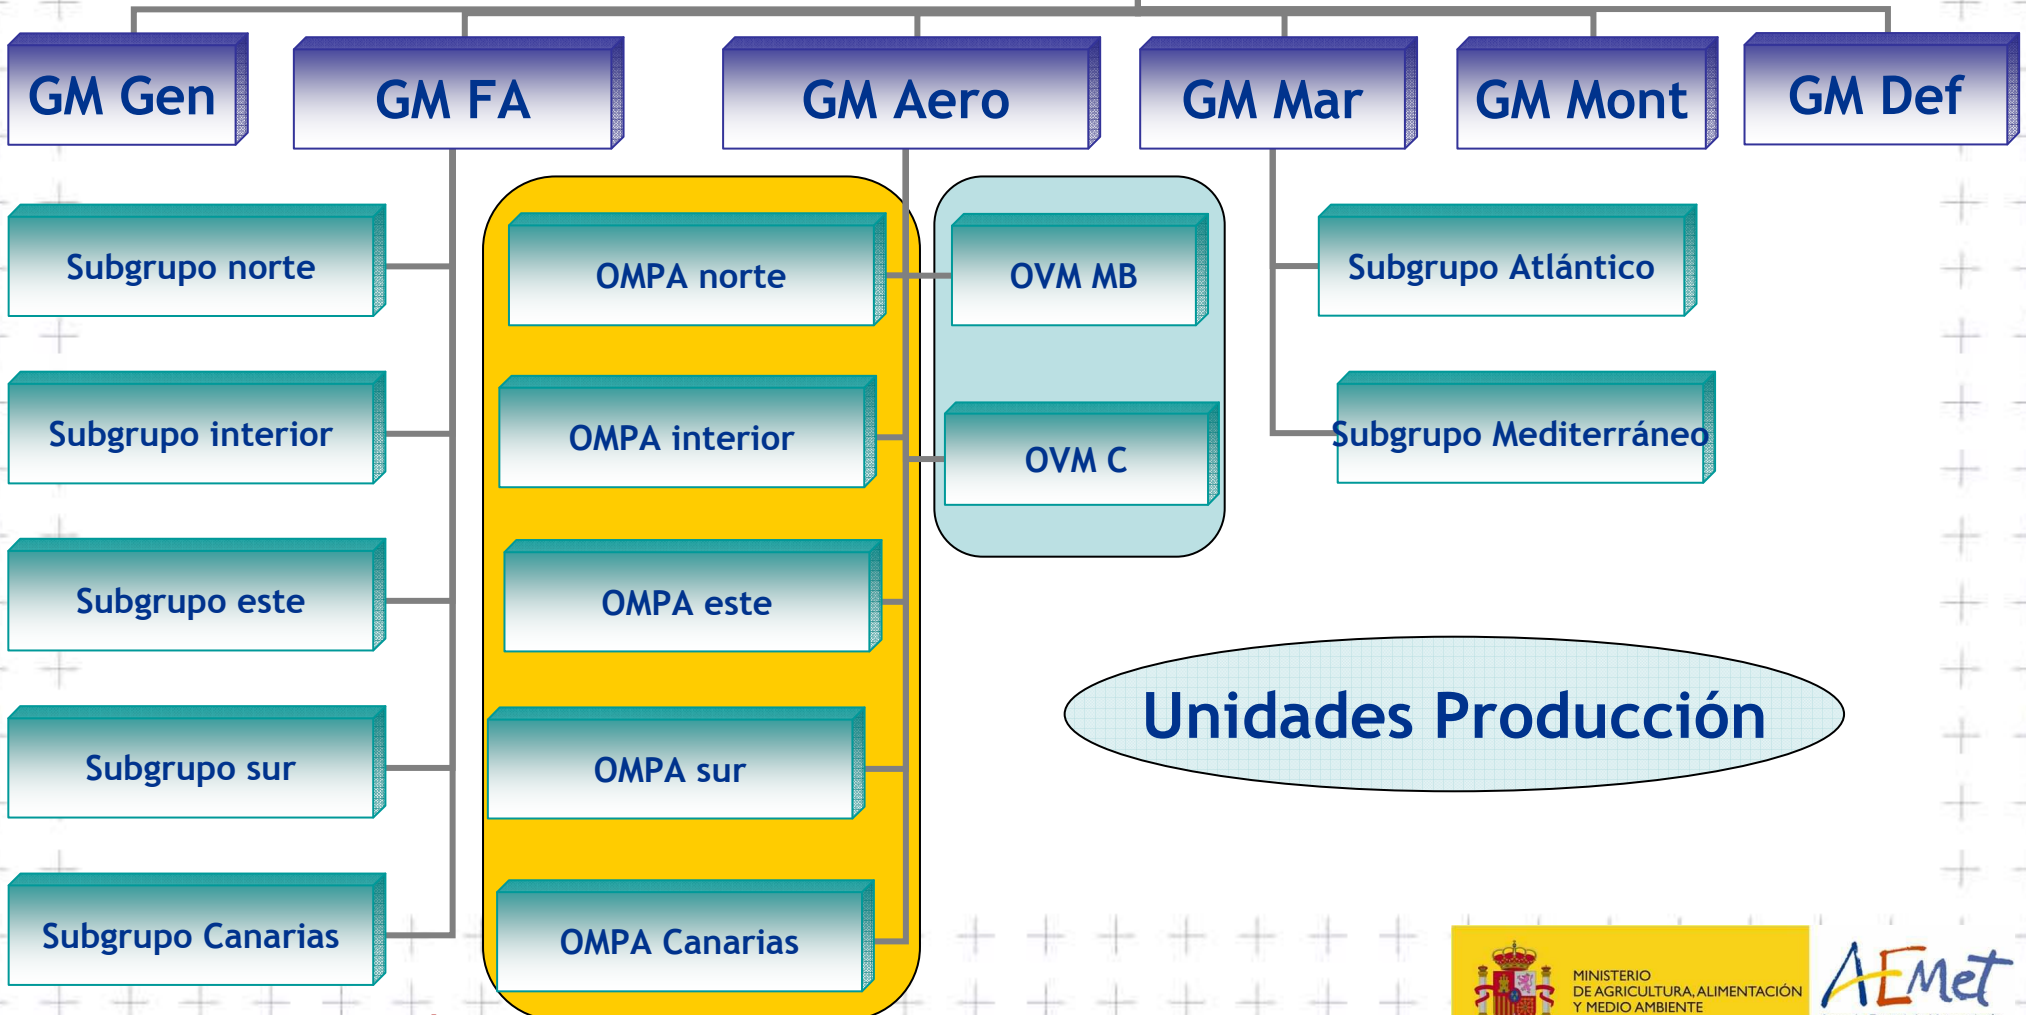 GM Gen
GM FA
GM Aero
GM Mar
GM Mont
GM Def
Subgrupo norte
OMPA norte
OVM MB
Subgrupo Atlántico
Subgrupo interior
OMPA interior
OVM C
Subgrupo Mediterráneo
Subgrupo este
OMPA este
Unidades Producción
Subgrupo sur
OMPA sur
Subgrupo Canarias
OMPA Canarias
MINISTERIO
DE AGRICULTURA, ALIMENTACIÓN
Y MEDIO AMBIENTE
AEMet